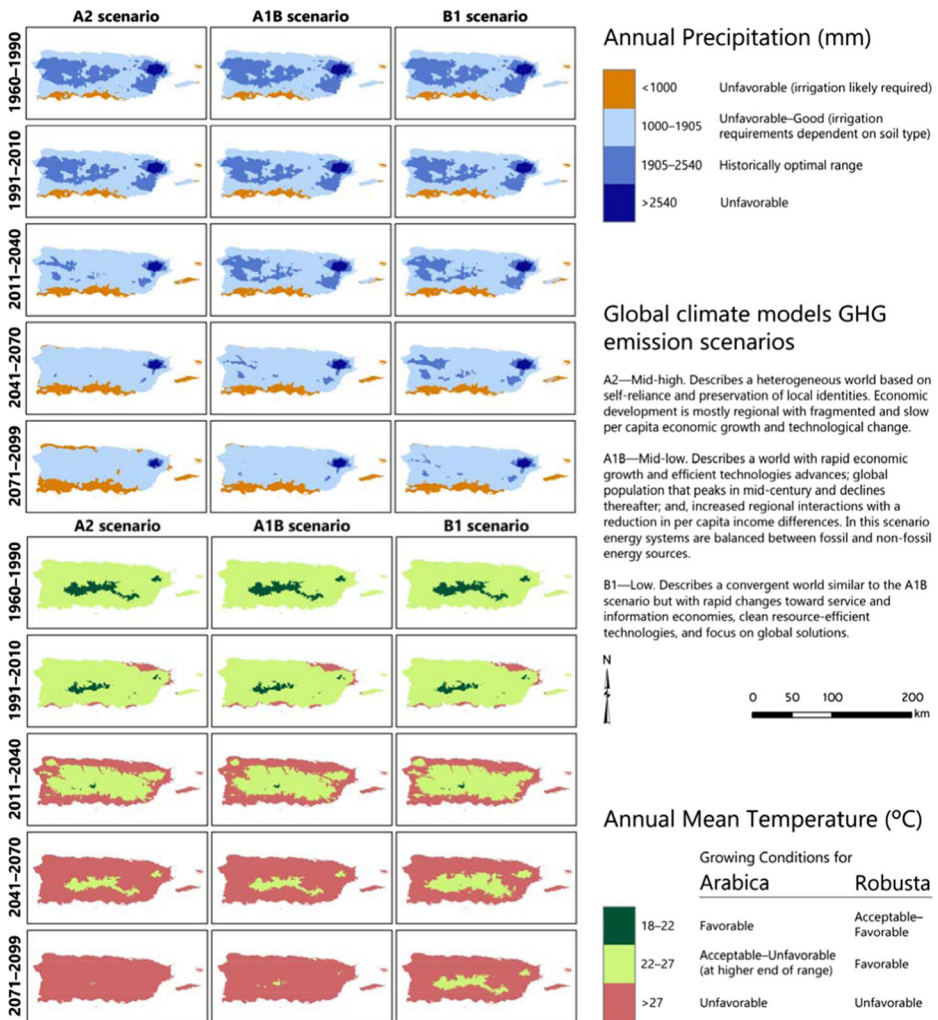 A2 scenario
A1B scenario
B1 scenario
1960–1990
1991–2010
2011–2040
2041–2070
2071–2099
A2 scenario
A1B scenario
B1 scenario
1960–1990
1991–2010
2011–2040
2041–2070
2071–2099
Annual Precipitation (mm)
<1000 Unfavorable (irrigation likely required)
1000–1905 Unfavorable–Good (irrigation
requirements dependent on soil type)
1905–2540 Historically optimal range
>2540 Unfavorable
Global climate models GHG
emission scenarios
A2—Mid-high. Describes a heterogeneous world based on
self-reliance and preservation of local identities. Economic
development is mostly regional with fragmented and slow
per capita economic growth and technological change.
A1B—Mid-low. Describes a world with rapid economic
growth and efficient technologies advances; global
population that peaks in mid-century and declines
thereafter; and, increased regional interactions with a
reduction in per capita income differences. In this scenario
energy systems are balanced between fossil and non-fossil
energy sources.
B1—Low. Describes a convergent world similar to the A1B
scenario but with rapid changes toward service and
information economies, clean resource-efficient
technologies, and focus on global solutions.
N
0 50 100 200
km
Annual Mean Temperature (ºC)
Growing Conditions for
Arabica Robusta
18–22 Favorable Acceptable–
Favorable
22–27 Acceptable–Unfavorable
(at higher end of range) Favorable
>27 Unfavorable Unfavorable